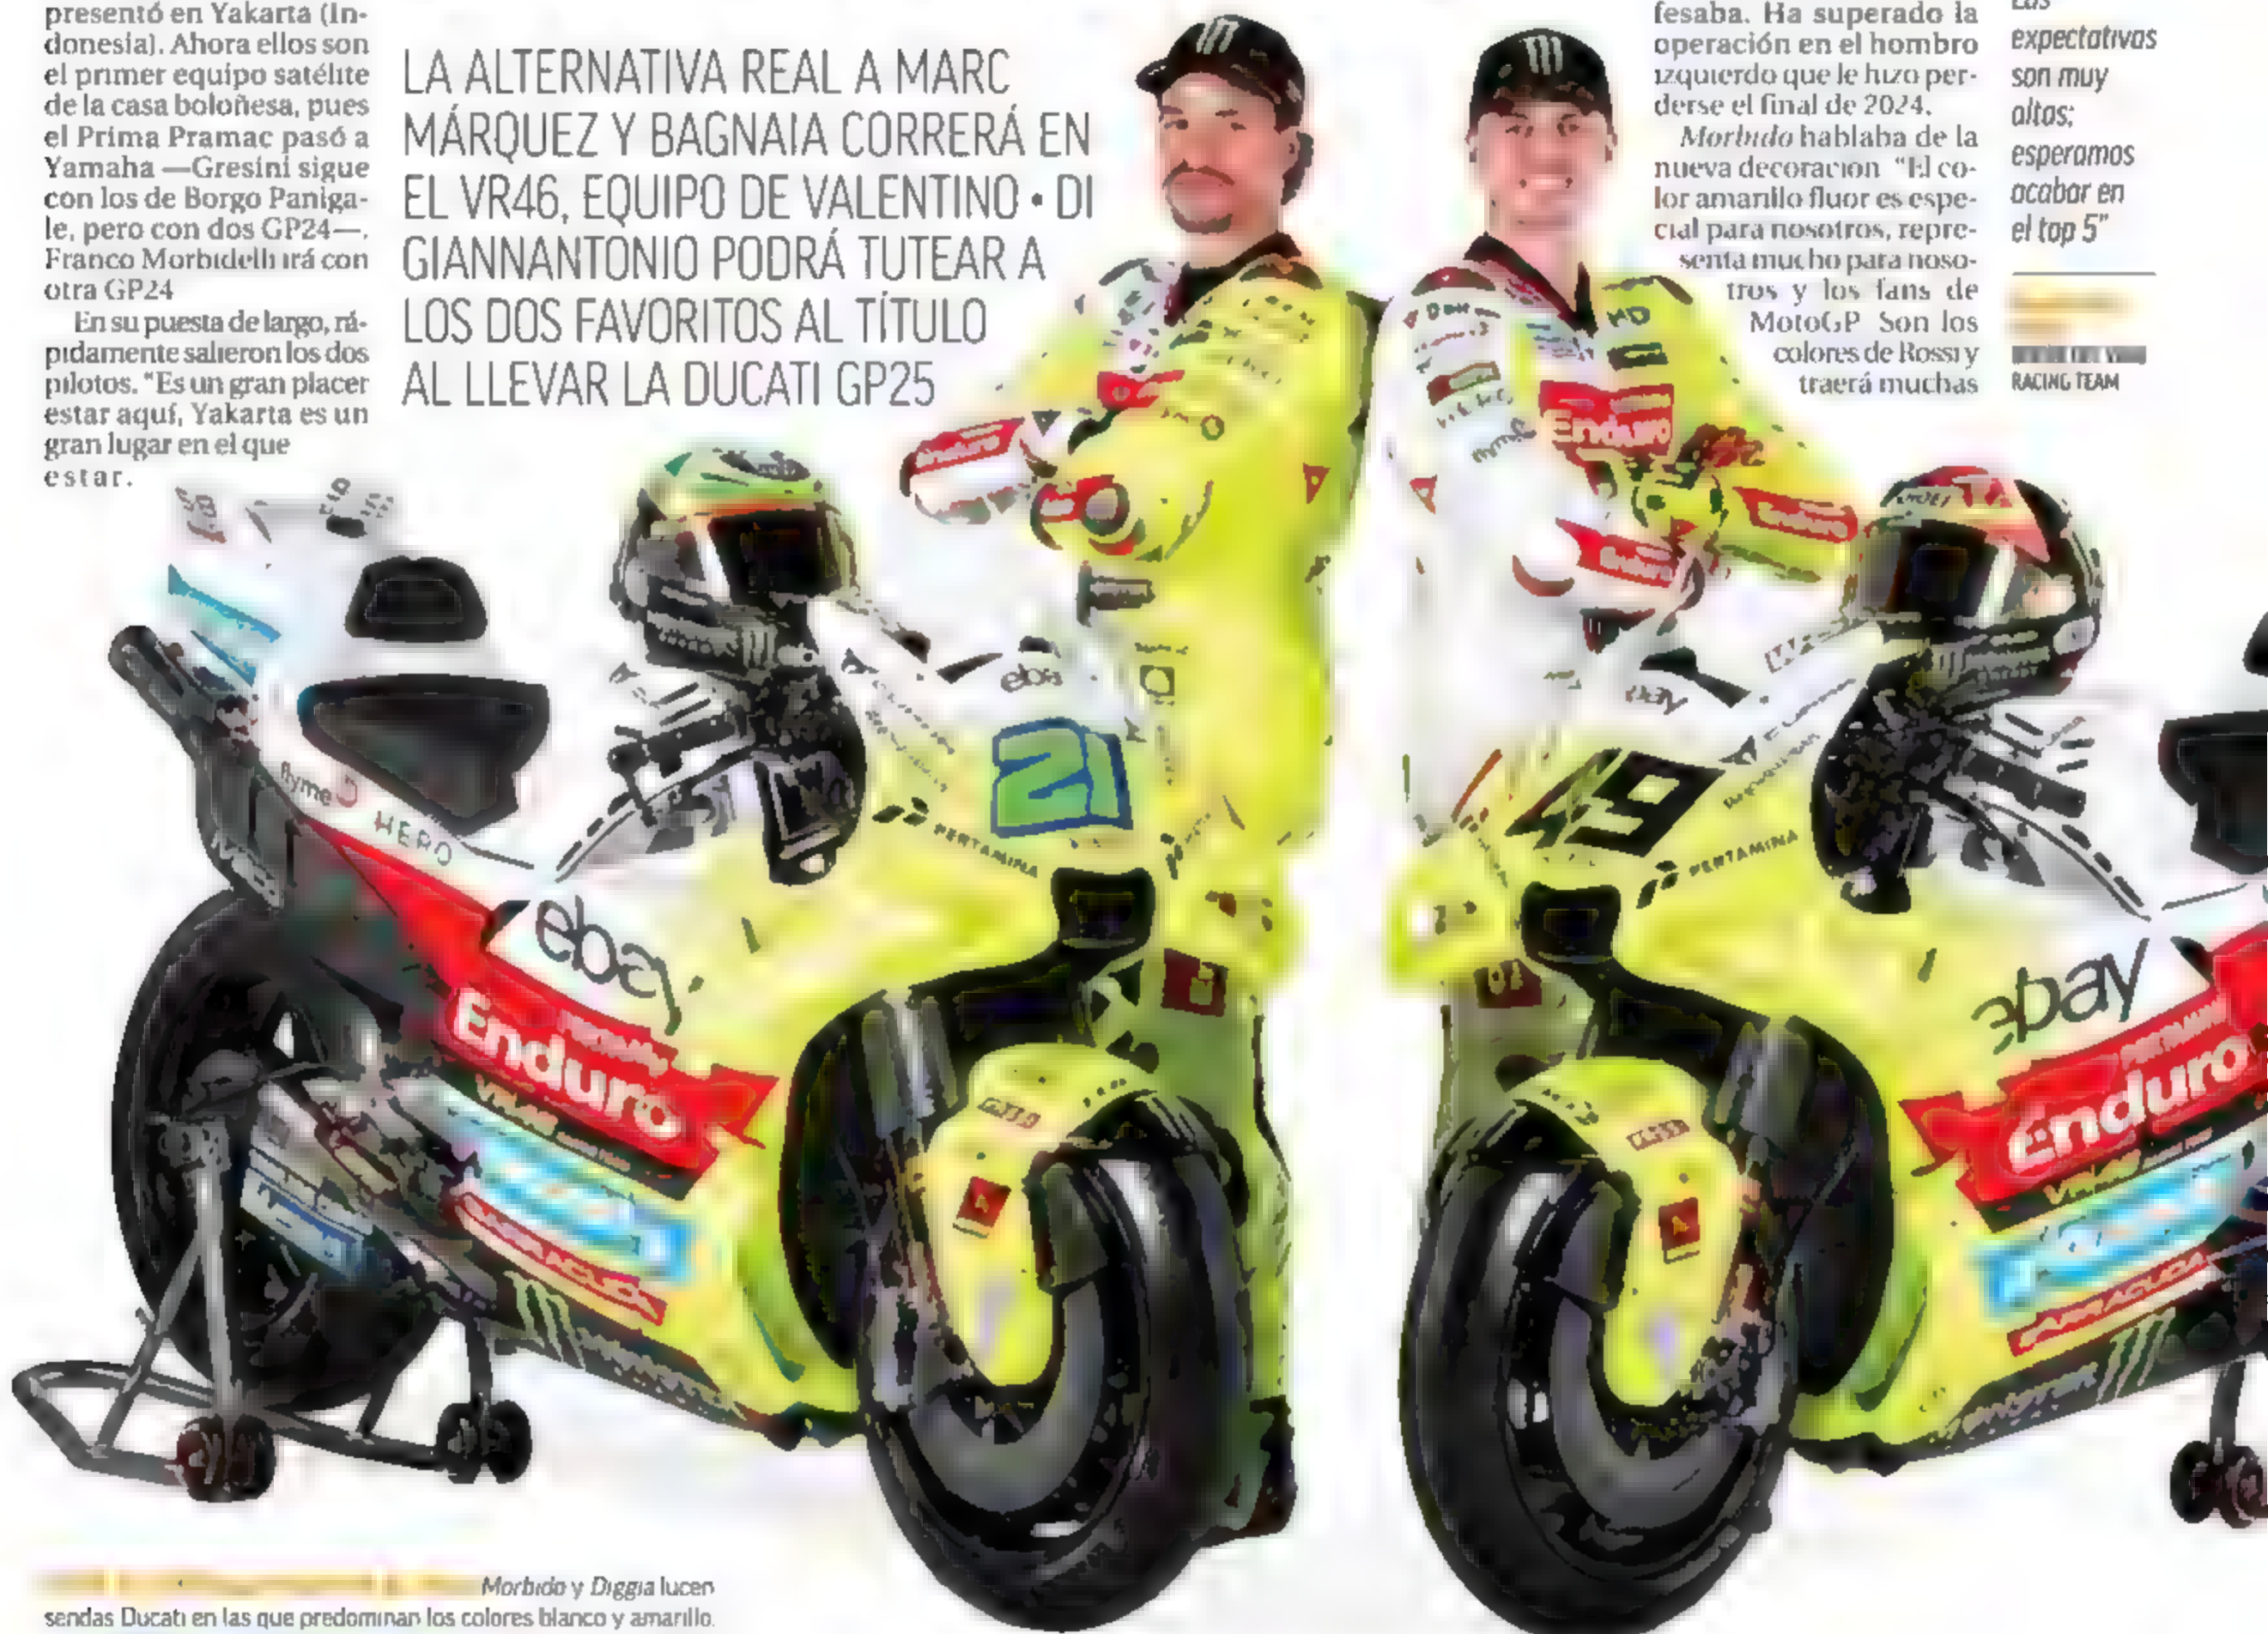 presentó en Yakarta (In-
donesia). Ahora ellos son
el primer equipo satélite
de la casa boloñesa, pues
el Prima Pramac pasó a
Yamaha —Gresini sigue
con los de Borgo Paniga-
le, pero con dos GP24—.
Franco Morbidelli irá con
otra GP24
En su puesta de largo, rá-
pidamente salieron los dos
pilotos. "Es un gran placer
estar aquí, Yakarta es un
gran lugar en el que
estar.
LA ALTERNATIVA REAL A MARC
MÁRQUEZ Y BAGNAIA CORRERÁ EN
EL VR46, EQUIPO DE VALENTINO • DI
GIANNANTONIO PODRÁ TUTEAR A
LOS DOS FAVORITOS AL TÍTULO
AL LLEVAR LA DUCATI GP25
fesaba. Ha superado la
operación en el hombro
izquierdo que le hizo per-
derse el final de 2024.
Morbido hablaba de la
nueva decoracion "El co-
lor amarillo fluor es espe-
cial para nosotros, repre-
senta mucho para noso-
tros y los fans de
MotoGP Son los
colores de Rossi y
traerá muchas
expectativas
son muy
altas;
esperamos
acabar en
el top 5"
RACING TEAM
Enduro
Enduro
Enduro
Enduro
ebay
21
49
PERTAMINA
PERTAMINA
flyme
HERO
ebay
ebay
Enduro
Enduro
Morbido y Diggia lucen
sendas Ducati en las que predominan los colores blanco y amarillo.